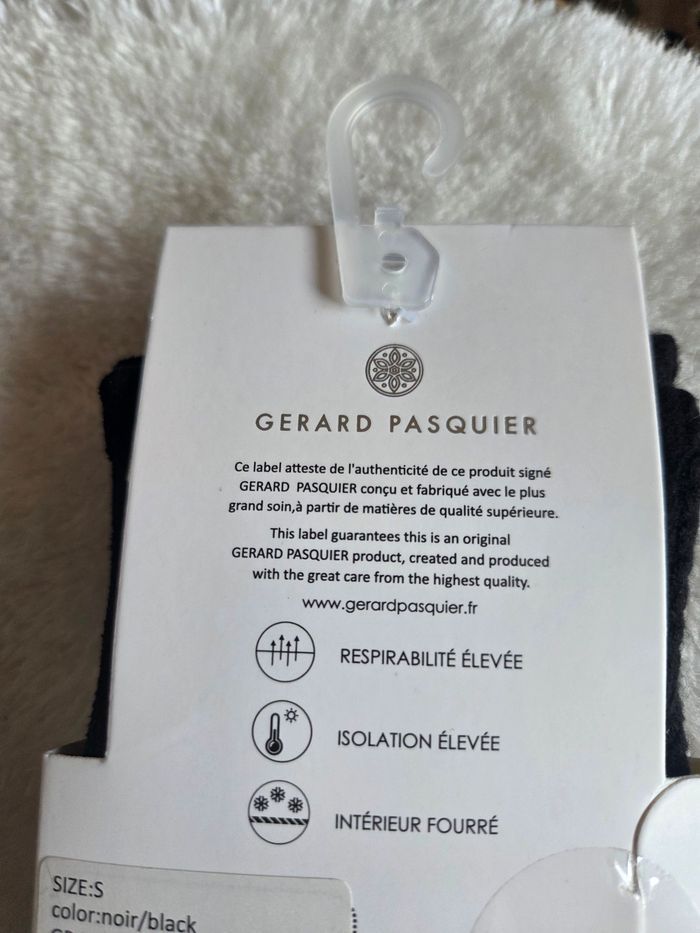 GERARD PASQUIER
Ce label atteste de l'authenticité de ce produit signé
GERARD PASQUIER conçu et fabriqué avec le plus
grand soin,à partir de matières de qualité supérieure.
This label guarantees this is an original
GERARD PASQUIER product, created and produced
with the great care from the highest quality.
www.gerardpasquier.fr
RESPIRABILITÉ ÉLEVÉE
ISOLATION ÉLEVÉE
INTÉRIEUR FOURRÉ
SIZE:S
color:noir/black